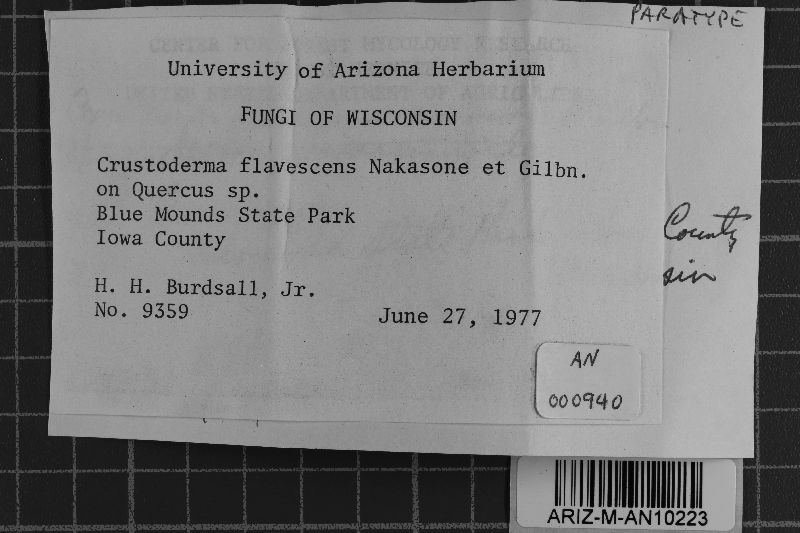 PARATYPE
University of Arizona Herbarium
FUNGI OF WISCONSIN
Crustoderma flavescens Nakasone et Gilbn.
on Quercus sp.
Blue Mounds State Park
Iowa County
H. H. Burdsall, Jr.
No. 9359 June 27, 1977
County
sin
AN
000940
ARIZ-M-AN10223